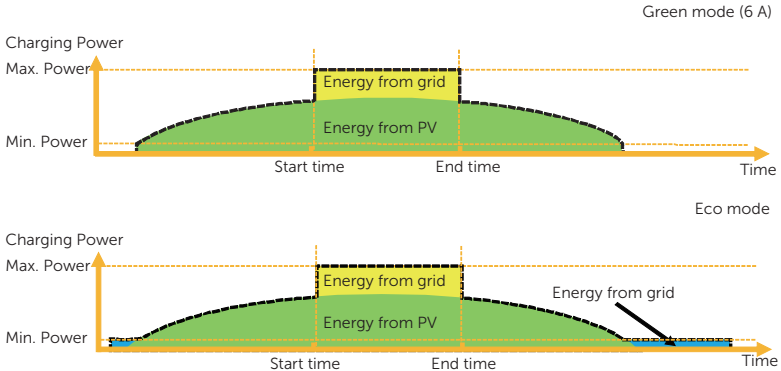 Green mode (6 A)
Charging Power
Max. Power
Energy from grid
Energy from PV
Min. Power
Start time
End time
Time
Eco mode
Charging Power
Max. Power
Energy from grid
Energy from grid
Energy from PV
Min. Power
Start time
End time
Time